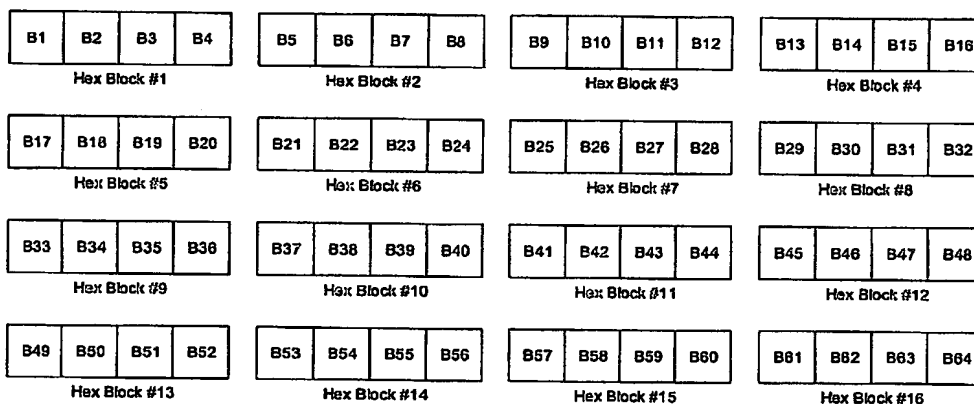 B1 B2 B3 B4 B5 B6 B7 B8 B9 B10 B11 B12 B13 B14 B15 B16
Hex Block #1 Hex Block #2 Hex Block #3 Hex Block #4
B17 B18 B19 B20 B21 B22 B23 B24 B25 B26 B27 B28 B29 B30 B31 B32
Hex Block #5 Hex Block #6 Hex Block #7 Hex Block #8
B33 B34 B35 B36 B37 B38 B39 B40 B41 B42 B43 B44 B45 B46 B47 B48
Hex Block #9 Hex Block #10 Hex Block #11 Hex Block #12
B49 B50 B51 B52 B53 B54 B55 B56 B57 B58 B59 B60 B61 B62 B63 B64
Hex Block #13 Hex Block #14 Hex Block #15 Hex Block #16